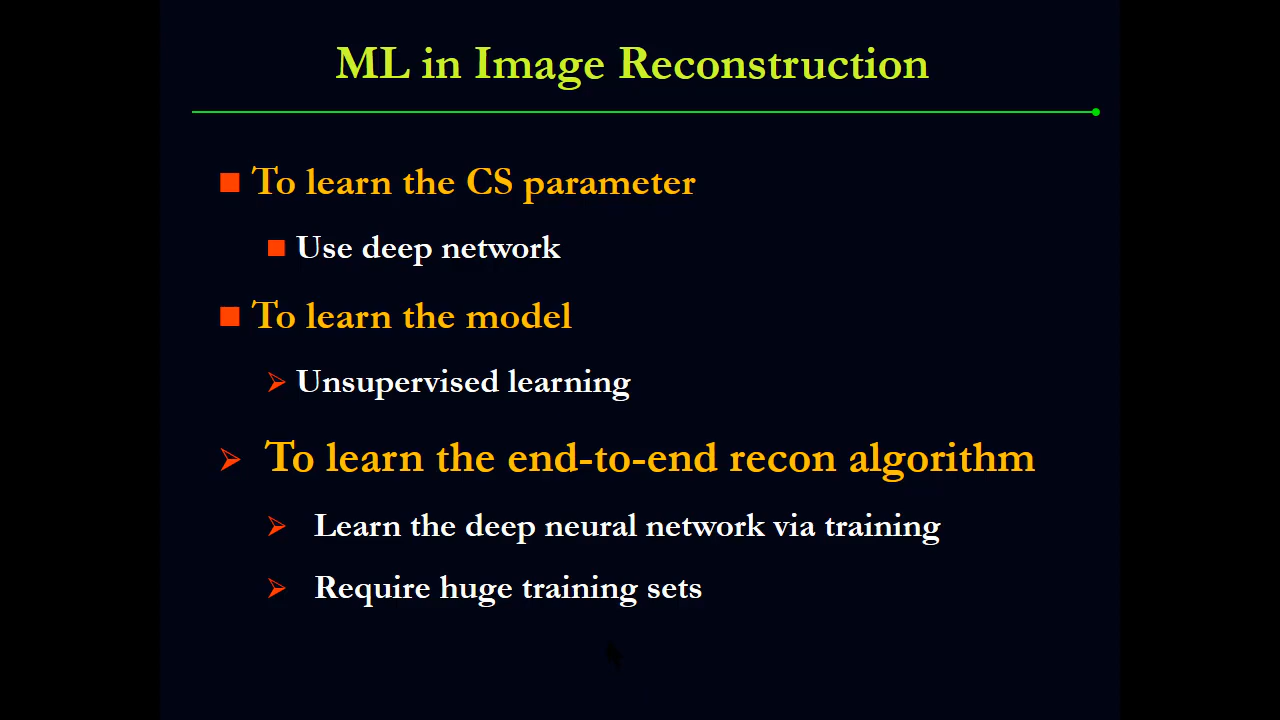 ML in Image Reconstruction
To learn the CS parameter
Use deep network
To learn the model
Unsupervised learning
To learn the end-to-end recon algorithm
Learn the deep neural network via training
Require huge training sets